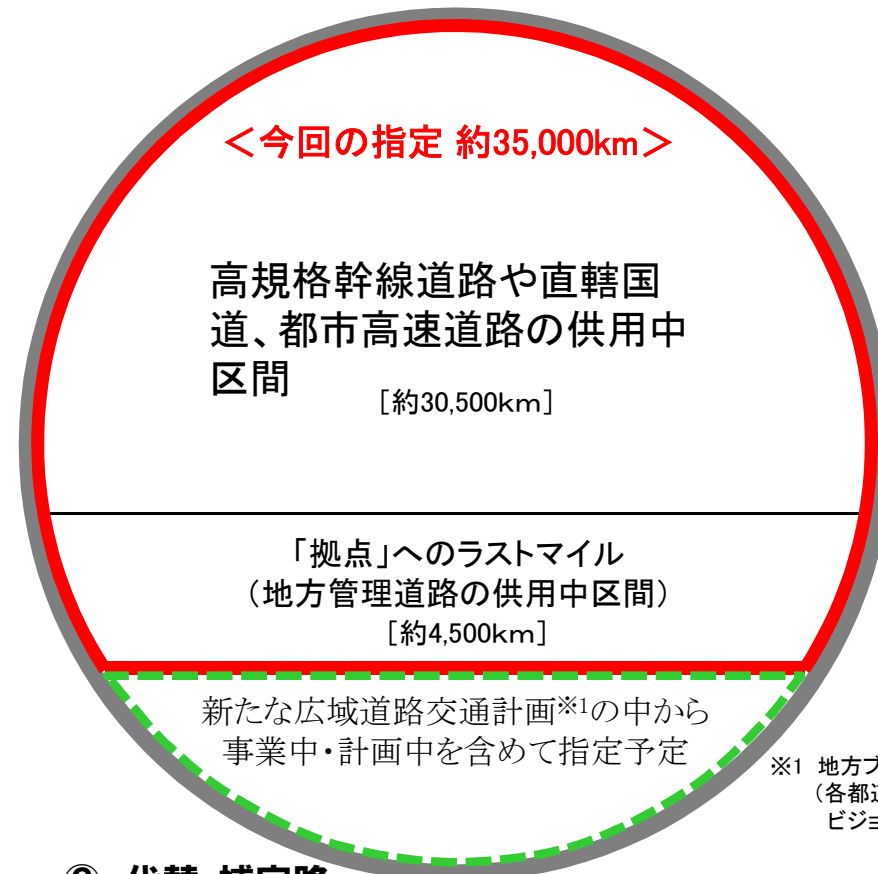 ＜今回の指定 約35,000km＞
高規格幹線道路や直轄国
道、都市高速道路の供用中
区間
［約30,500km］
「拠点」へのラストマイル
（地方管理道路の供用中区間）
［約4,500km］
新たな広域道路交通計画※1の中から
事業中・計画中を含めて指定予定
※1 地方ブ
（各都道
ビジョ